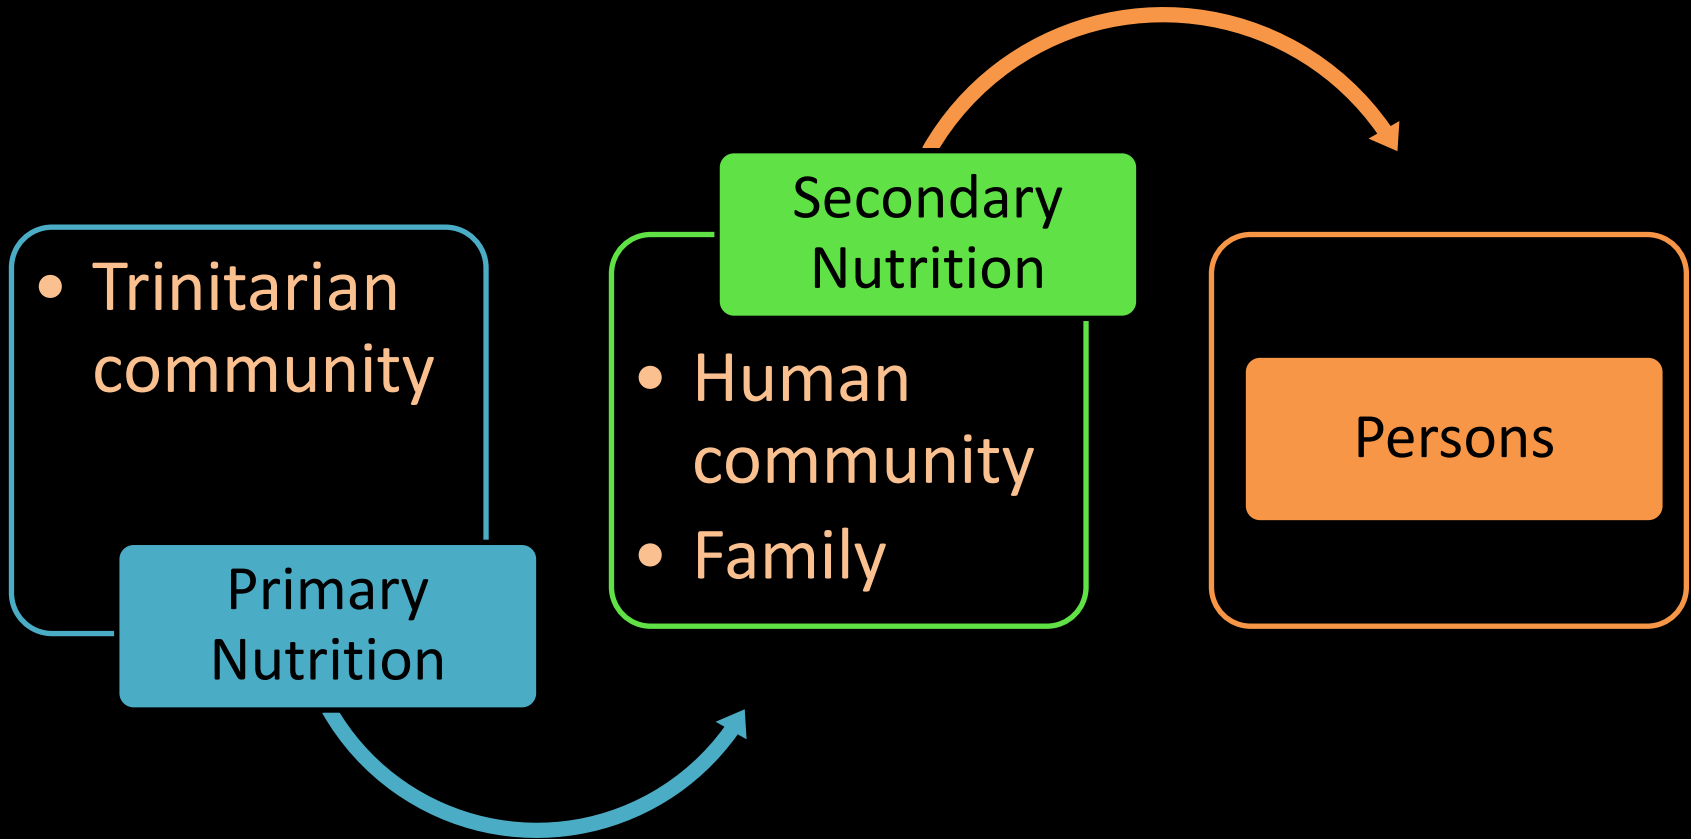 • Trinitarian
community
Primary
Nutrition
Secondary
Nutrition
• Human
community
• Family
Persons